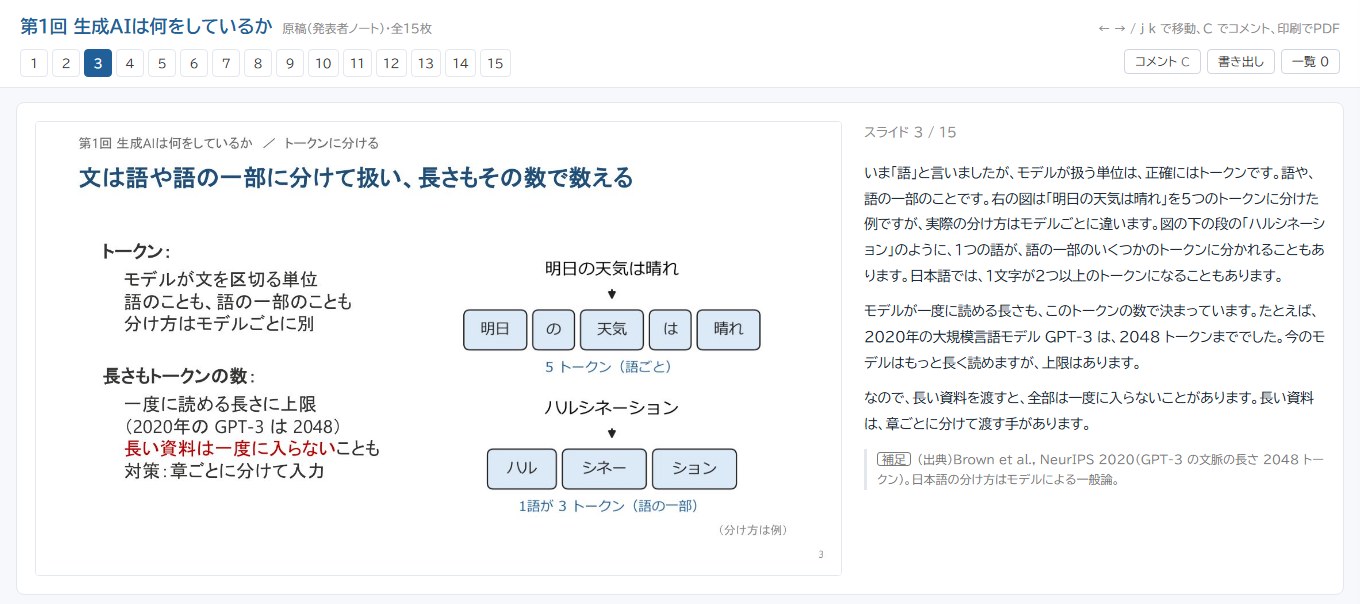 第1回 生成AIは何をしているか 原稿(発表者ノート)・全15枚
← → / j k で移動、C でコメント、印刷でPDF
1 2 3 4 5 6 7 8 9 10 11 12 13 14 15
コメント C 書き出し 一覧 0
第1回 生成AIは何をしているか ／ トークンに分ける
文は語や語の一部に分けて扱い、長さもその数で数える
トークン:
モデルが文を区切る単位
語のことも、語の一部のことも
分け方はモデルごとに別
長さもトークンの数:
一度に読める長さに上限
(2020年の GPT-3 は 2048)
長い資料は一度に入らないことも
対策:章ごとに分けて入力
明日の天気は晴れ
明日 の 天気 は 晴れ
5 トークン（語ごと）
ハルシネーション
ハル シネー ション
1語が 3 トークン（語の一部）
（分け方は例）
3
スライド 3 / 15
いま「語」と言いましたが、モデルが扱う単位は、正確にはトークンです。語や、
語の一部のことです。右の図は「明日の天気は晴れ」を5つのトークンに分けた
例ですが、実際の分け方はモデルごとに違います。図の下の段の「ハルシネーシ
ョン」のように、1つの語が、語の一部のいくつかのトークンに分かれることもあ
ります。日本語では、1文字が2つ以上のトークンになることもあります。
モデルが一度に読める長さも、このトークンの数で決まっています。たとえば、
2020年の大規模言語モデル GPT-3 は、2048 トークンまででした。今のモ
デルはもっと長く読めますが、上限はあります。
なので、長い資料を渡すと、全部は一度に入らないことがあります。長い資料
は、章ごとに分けて渡す手があります。
補足 (出典)Brown et al., NeurIPS 2020(GPT-3 の文脈の長さ 2048 トー
クン)。日本語の分け方はモデルによる一般論。